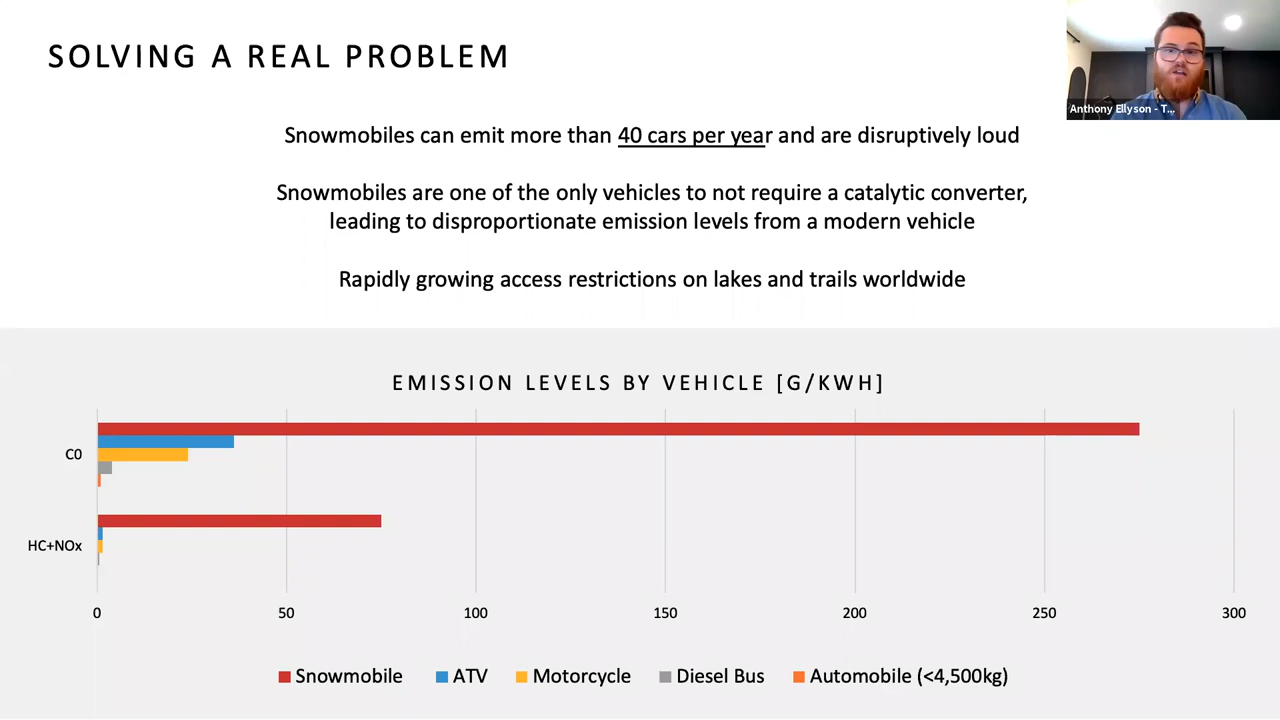 SOLVING A REAL PROBLEM
Anthony Ellyson - T...
Snowmobiles can emit more than 40 cars per year and are disruptively loud
Snowmobiles are one of the only vehicles to not require a catalytic converter,
leading to disproportionate emission levels from a modern vehicle
Rapidly growing access restrictions on lakes and trails worldwide
EMISSION LEVELS BY VEHICLE [G/KWH]
C0
HC+NOx
0 50 100 150 200 250 300
Snowmobile ATV Motorcycle Diesel Bus Automobile (<4,500kg)